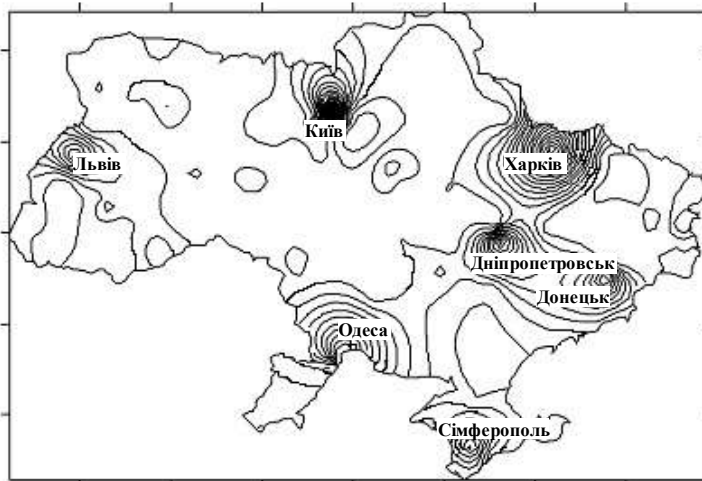 Київ
Львів
Харків
Дніпропетровськ
Донецьк
Одеса
Сімферополь